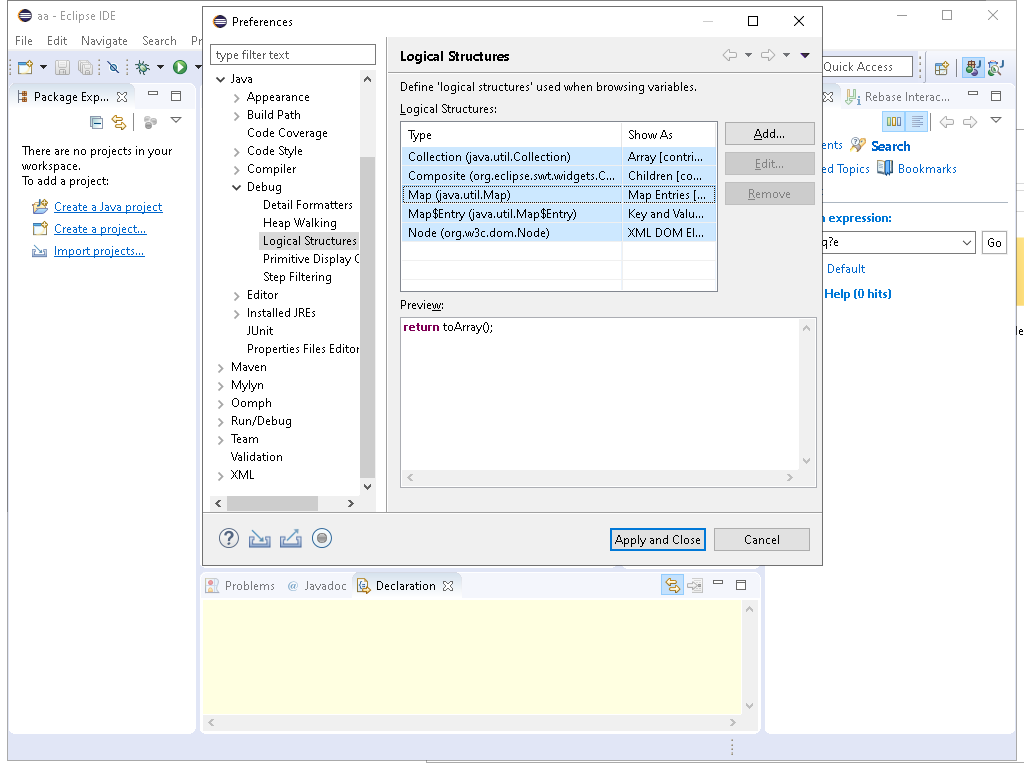 aa - Eclipse IDE
File Edit Navigate Search Pr
Quick Access
Package Exp...
There are no projects in your
workspace.
To add a project:
Create a Java project
Create a project...
Import projects...
Preferences
type filter text
Java
Appearance
Build Path
Code Coverage
Code Style
Compiler
Debug
Detail Formatters
Heap Walking
Logical Structures
Primitive Display O
Step Filtering
Editor
Installed JREs
JUnit
Properties Files Editor
Maven
Mylyn
Oomph
Run/Debug
Team
Validation
XML
Logical Structures
Define 'logical structures' used when browsing variables.
Logical Structures:
Type Show As
Collection (java.util.Collection) Array [contri...
Composite (org.eclipse.swt.widgets.C... Children [co...
Map (java.util.Map) Map Entries [...
Map$Entry (java.util.Map$Entry) Key and Valu...
Node (org.w3c.dom.Node) XML DOM El...
Add...
Edit...
Remove
Preview:
return toArray();
Apply and Close
Cancel
Rebase Interac...
ents Search
ed Topics Bookmarks
expression:
q?e
Go
Default
Help (0 hits)
Problems @ Javadoc Declaration